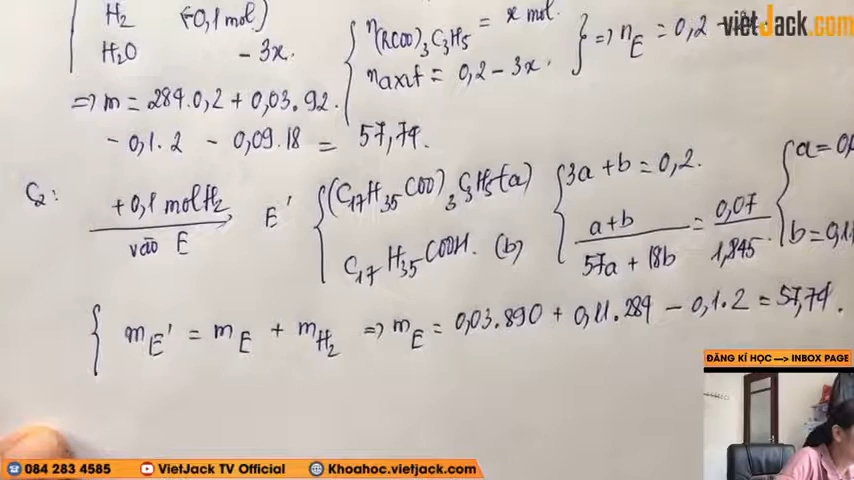 H₂ (-0,1 mol)
H₂O - 3x.
n(RCOO)₃C₃H₅ = x mol.
n axit = 0,2 - 3x.
=> nE = 0,2
vietJack.com
=> m = 284.0,2 + 0,03.92.
- 0,1.2 - 0,09.18 = 57,74.
C₂:
+0,1 mol H₂
vào E
E'
(C₁₇H₃₅COO)₃C₃H₅ (a)
C₁₇H₃₅COOH. (b)
3a + b = 0,2.
a+b / 57a + 18b = 0,07 / 1,845
a = 0,
b = 0,11
mE' = mE + mH₂ => mE = 0,03.890 + 0,11.284 - 0,1.2 = 57,74.
ĐĂNG KÍ HỌC —> INBOX PAGE
084 283 4585 VietJack TV Official Khoahoc.vietjack.com